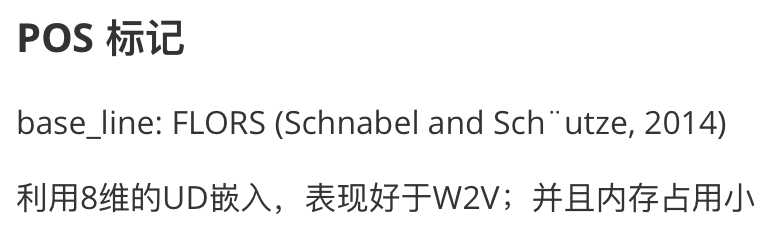 POS 标记
base_line: FLORS (Schnabel and Sch¨utze, 2014)
利用8维的UD嵌入，表现好于W2V；并且内存占用小